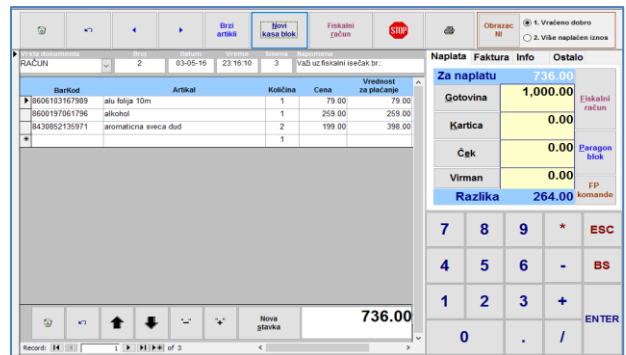 Brzi artikli
Novi kasa blok
Fiskalni račun
STOP
Obrazac NI
1. Vraćeno dobro
2. Više naplaćen iznos
Vrsta dokumenta Broj Datum Vreme Smena Napomena
RAČUN 2 03-05-16 23:16:10 3 Važi uz fiskalni isečak br.:
BarKod Artikal Količina Cena Vrednost za plaćanje
8606103167989 alu folija 10m 1 79.00 79.00
8600197061796 alkohol 1 259.00 259.00
8430852135971 aromaticna sveca dud 2 199.00 398.00
1
"-" "+" Nova stavka 736.00
Record: 1 of 3
Naplata Faktura Info Ostalo
Za naplatu 736.00
Gotovina 1,000.00
Kartica 0.00
Ček 0.00
Virman 0.00
Razlika 264.00
Fiskalni račun
Paragon blok
FP komande
7 8 9 * ESC
4 5 6 - BS
1 2 3 +
ENTER
0 . /